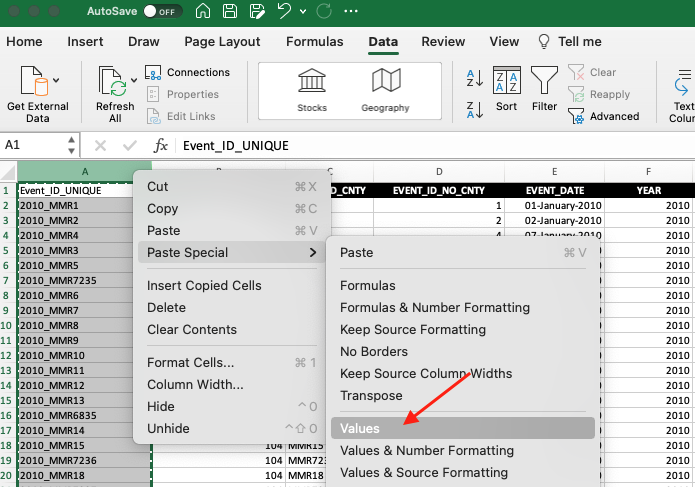 AutoSave OFF
Home Insert Draw Page Layout Formulas Data Review View Tell me
Get External Data
Refresh All
Connections
Properties
Edit Links
Stocks
Geography
A
Z
Z
A
Z A
A Z
Sort
Filter
Clear
Reapply
Advanced
Text
Colum
A1 fx Event_ID_UNIQUE
A C D E F
1 Event_ID_UNIQUE D_CNTY EVENT_ID_NO_CNTY EVENT_DATE YEAR
2 2010_MMR1 1 01-January-2010 2010
3 2010_MMR2 2 02-January-2010 2010
4 2010_MMR4 4 07-January-2010 2010
5 2010_MMR3 2010
6 2010_MMR5 2010
7 2010_MMR7235 2010
8 2010_MMR6 2010
9 2010_MMR7 2010
10 2010_MMR8 2010
11 2010_MMR9 2010
12 2010_MMR10 2010
13 2010_MMR11 2010
14 2010_MMR12 2010
15 2010_MMR13 2010
16 2010_MMR6835 2010
17 2010_MMR14 2010
18 2010_MMR15 104 MMR15 2010
19 2010_MMR7236 104 MMR723 2010
20 2010_MMR18 104 MMR18 2010
Cut ⌘ X
Copy ⌘ C
Paste ⌘ V
Paste Special
Insert Copied Cells
Delete
Clear Contents
Format Cells... ⌘ 1
Column Width...
Hide ^ 0
Unhide ^⇧ 0
Paste ⌘ V
Formulas
Formulas & Number Formatting
Keep Source Formatting
No Borders
Keep Source Column Widths
Transpose
Values
Values & Number Formatting
Values & Source Formatting